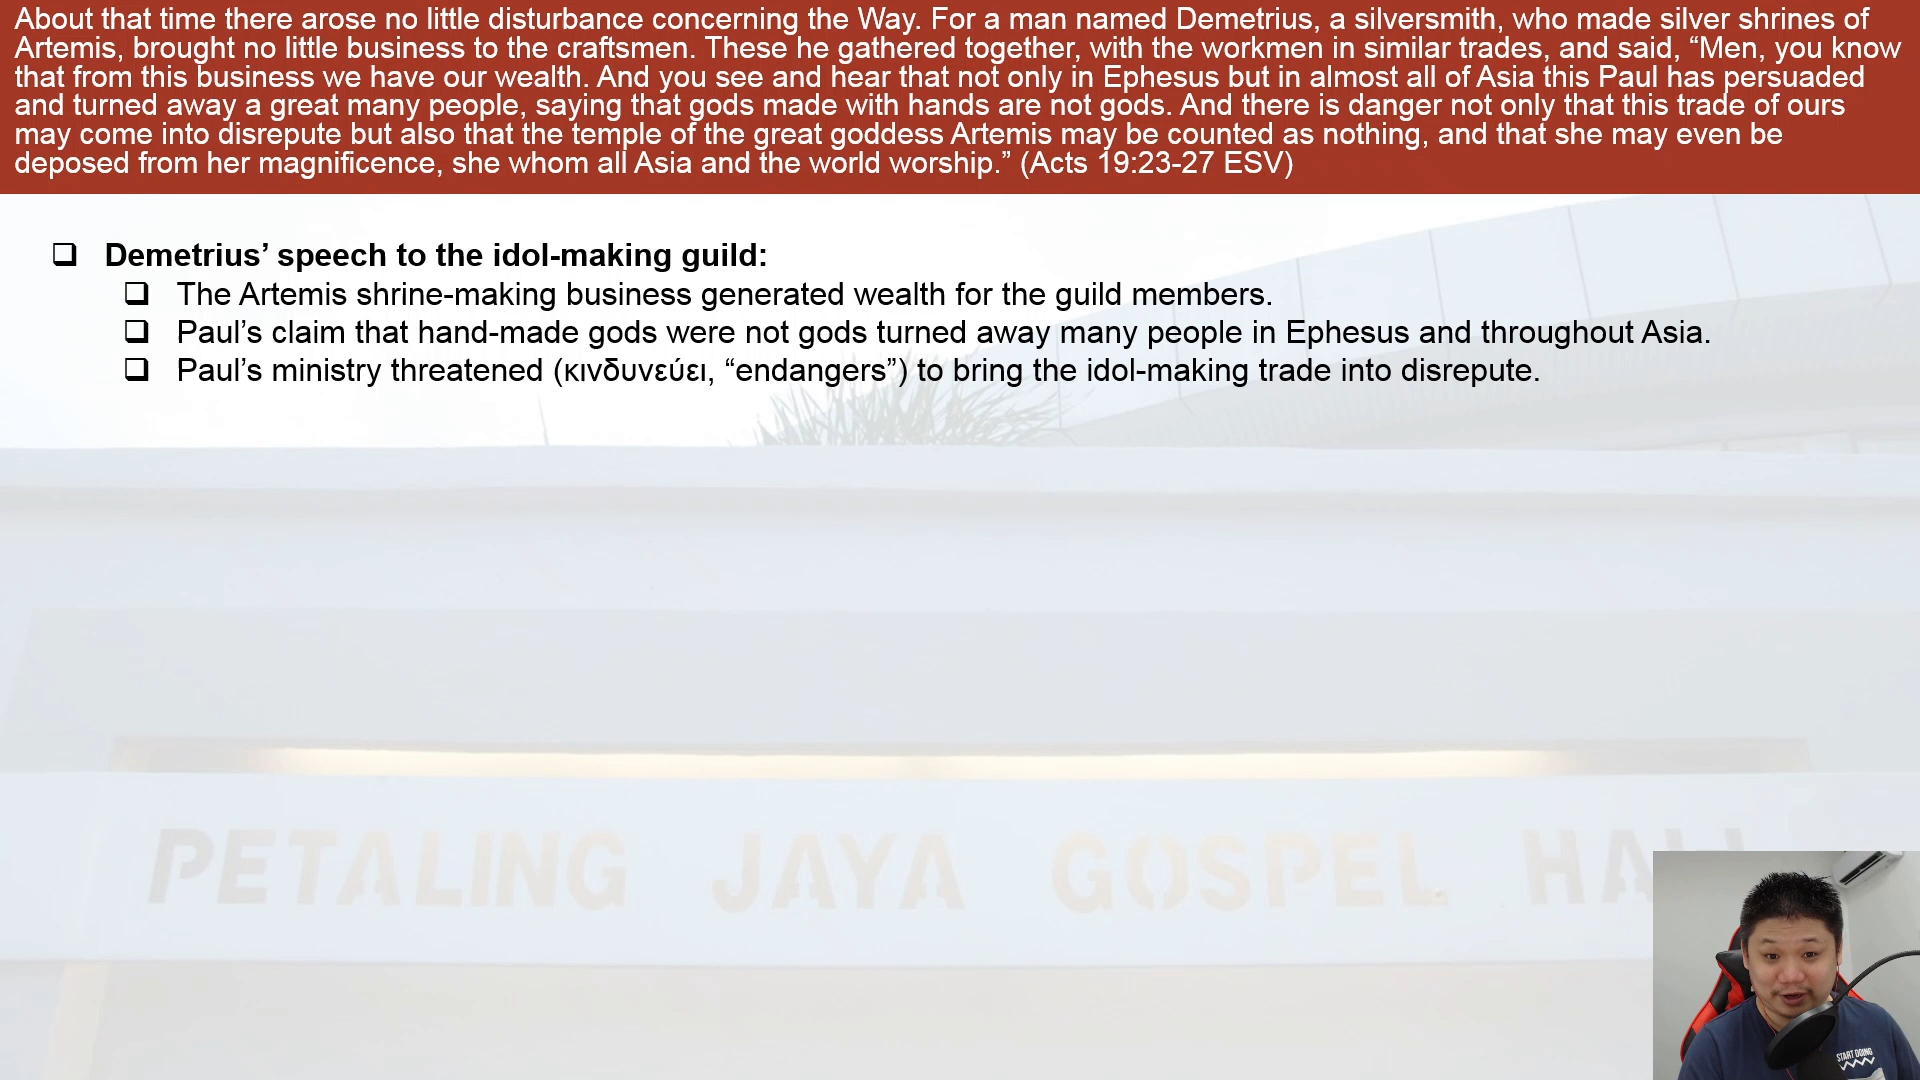 About that time there arose no little disturbance concerning the Way. For a man named Demetrius, a silversmith, who made silver shrines of
Artemis, brought no little business to the craftsmen. These he gathered together, with the workmen in similar trades, and said, “Men, you know
that from this business we have our wealth. And you see and hear that not only in Ephesus but in almost all of Asia this Paul has persuaded
and turned away a great many people, saying that gods made with hands are not gods. And there is danger not only that this trade of ours
may come into disrepute but also that the temple of the great goddess Artemis may be counted as nothing, and that she may even be
deposed from her magnificence, she whom all Asia and the world worship.” (Acts 19:23-27 ESV)
Demetrius’ speech to the idol-making guild:
The Artemis shrine-making business generated wealth for the guild members.
Paul’s claim that hand-made gods were not gods turned away many people in Ephesus and throughout Asia.
Paul’s ministry threatened (κινδυνεύει, “endangers”) to bring the idol-making trade into disrepute.
PETALING JAYA GOSPEL HALL
START DOING